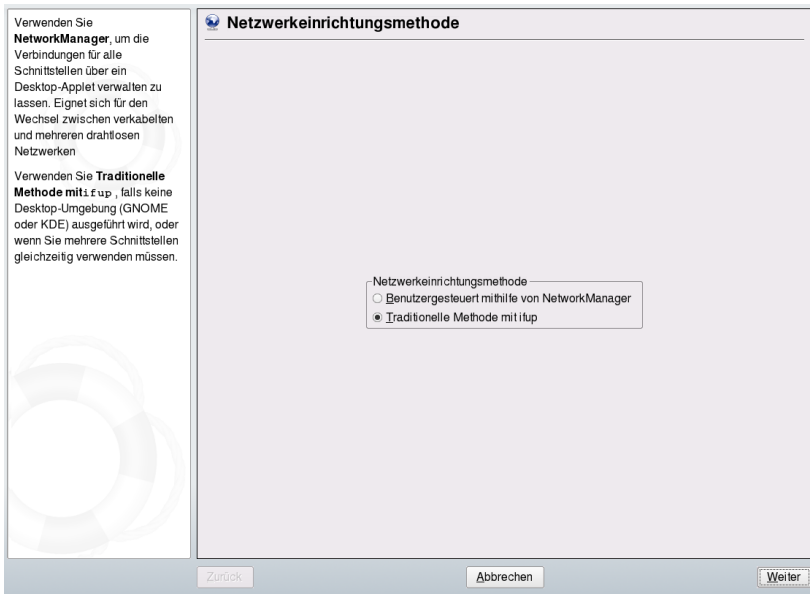 Verwenden Sie
NetworkManager, um die
Verbindungen für alle
Schnittstellen über ein
Desktop-Applet verwalten zu
lassen. Eignet sich für den
Wechsel zwischen verkabelten
und mehreren drahtlosen
Netzwerken
Verwenden Sie Traditionelle
Methode mitifup , falls keine
Desktop-Umgebung (GNOME
oder KDE) ausgeführt wird, oder
wenn Sie mehrere Schnittstellen
gleichzeitig verwenden müssen.
Netzwerkeinrichtungsmethode
Netzwerkeinrichtungsmethode
Benutzergesteuert mithilfe von NetworkManager
Traditionelle Methode mit ifup
Zurück
Abbrechen
Weiter